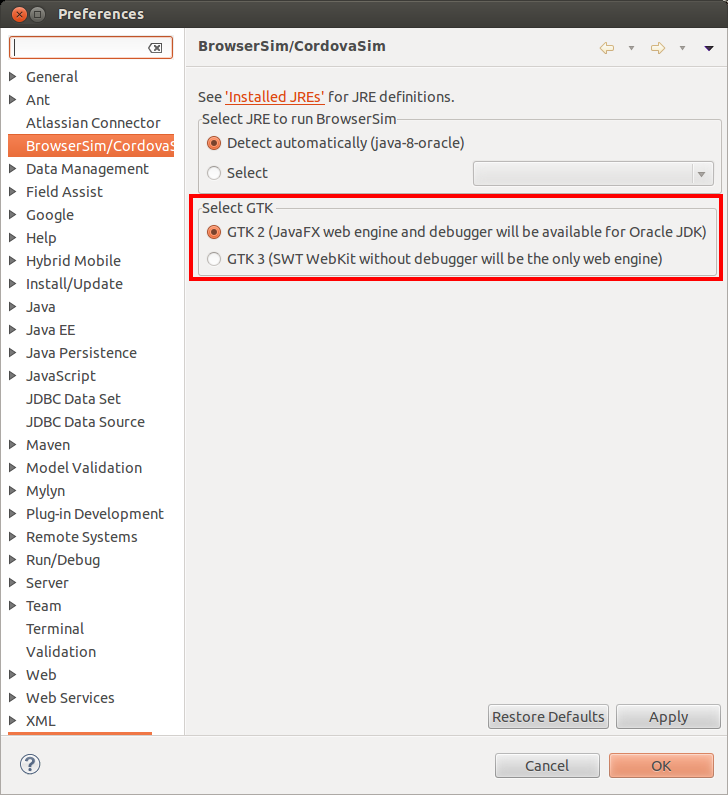 Preferences
General
Ant
Atlassian Connector
BrowserSim/CordovaS
Data Management
Field Assist
Google
Help
Hybrid Mobile
Install/Update
Java
Java EE
Java Persistence
JavaScript
JDBC Data Set
JDBC Data Source
Maven
Model Validation
Mylyn
Plug-in Development
Remote Systems
Run/Debug
Server
Team
Terminal
Validation
Web
Web Services
XML
BrowserSim/CordovaSim
See 'Installed JREs' for JRE definitions.
Select JRE to run BrowserSim
Detect automatically (java-8-oracle)
Select
Select GTK
GTK 2 (JavaFX web engine and debugger will be available for Oracle JDK)
GTK 3 (SWT WebKit without debugger will be the only web engine)
Restore Defaults
Apply
?
Cancel
OK